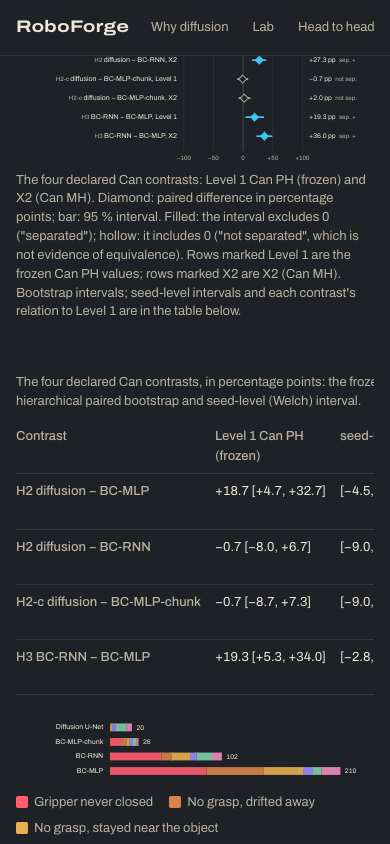 RoboForge Why diffusion Lab Head to head
H2 diffusion – BC-RNN, X2 +27.3 pp sep. +
H2-c diffusion – BC-MLP-chunk, Level 1 –0.7 pp not sep.
H2-c diffusion – BC-MLP-chunk, X2 +2.0 pp not sep.
H3 BC-RNN – BC-MLP, Level 1 +19.3 pp sep. +
H3 BC-RNN – BC-MLP, X2 +36.0 pp sep. +
−100 −50 0 +50 +100
The four declared Can contrasts: Level 1 Can PH (frozen) and
X2 (Can MH). Diamond: paired difference in percentage
points; bar: 95 % interval. Filled: the interval excludes 0
("separated"); hollow: it includes 0 ("not separated", which is
not evidence of equivalence). Rows marked Level 1 are the
frozen Can PH values; rows marked X2 are X2 (Can MH).
Bootstrap intervals; seed-level intervals and each contrast's
relation to Level 1 are in the table below.
The four declared Can contrasts, in percentage points: the froze
hierarchical paired bootstrap and seed-level (Welch) interval.
Contrast Level 1 Can PH seed-
(frozen)
H2 diffusion – BC-MLP +18.7 [+4.7, +32.7] [−4.5,
H2 diffusion – BC-RNN −0.7 [−8.0, +6.7] [−9.0,
H2-c diffusion – BC-MLP-chunk −0.7 [−8.7, +7.3] [−9.0,
H3 BC-RNN – BC-MLP +19.3 [+5.3, +34.0] [−2.8,
Diffusion U-Net 20
BC-MLP-chunk 26
BC-RNN 102
BC-MLP 210
Gripper never closed No grasp, drifted away
No grasp, stayed near the object